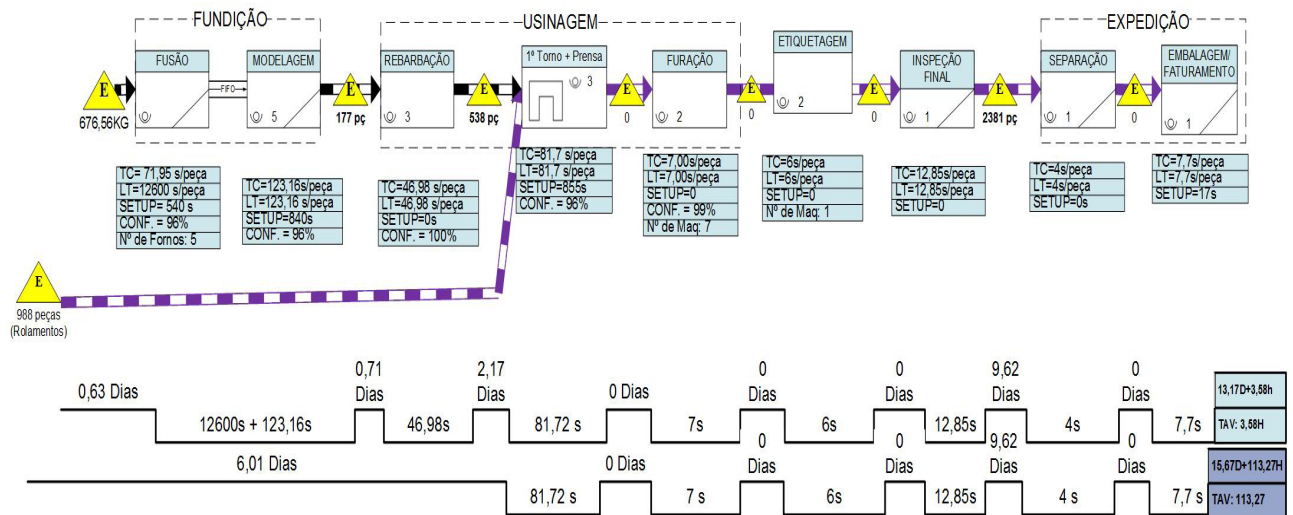 FUNDIÇÃO
USINAGEM
EXPEDIÇÃO
FUSÃO
FIFO
MODELAGEM
5
REBARBAÇÃO
3
1º Torno + Prensa
3
FURAÇÃO
2
ETIQUETAGEM
2
INSPEÇÃO
FINAL
1
SEPARAÇÃO
1
EMBALAGEM/
FATURAMENTO
1
E
676,56KG
E
177 pç
E
538 pç
E
0
E
0
E
0
E
2381 pç
E
0
TC= 71,95 s/peça
LT=12600 s/peça
SETUP= 540 s
CONF. = 96%
Nº de Fornos: 5
TC=123,16s/peça
LT=123,16 s/peça
SETUP=840s
CONF. = 96%
TC=46,98 s/peça
LT=46,98 s/peça
SETUP=0s
CONF. = 100%
TC=81,7 s/peça
LT=81,7 s/peça
SETUP=855s
CONF. = 96%
TC=7,00s/peça
LT=7,00s/peça
SETUP=0
CONF. = 99%
Nº de Maq: 7
TC=6s/peça
LT=6s/peça
SETUP=0
Nº de Maq: 1
TC=12,85s/peça
LT=12,85s/peça
SETUP=0
TC=4s/peça
LT=4s/peça
SETUP=0s
TC=7,7s/peça
LT=7,7s/peça
SETUP=17s
E
988 peças
(Rolamentos)
0,63 Dias
12600s + 123,16s
0,71
Dias
46,98s
2,17
Dias
81,72 s
0 Dias
7s
0
Dias
6s
0
Dias
12,85s
9,62
Dias
4s
0
Dias
7,7s
13,17D+3,58h
TAV: 3,58H
6,01 Dias
81,72 s
0 Dias
7 s
0
Dias
6s
0
Dias
12,85s
9,62
Dias
4 s
0
Dias
7,7 s
15,67D+113,27H
TAV: 113,27